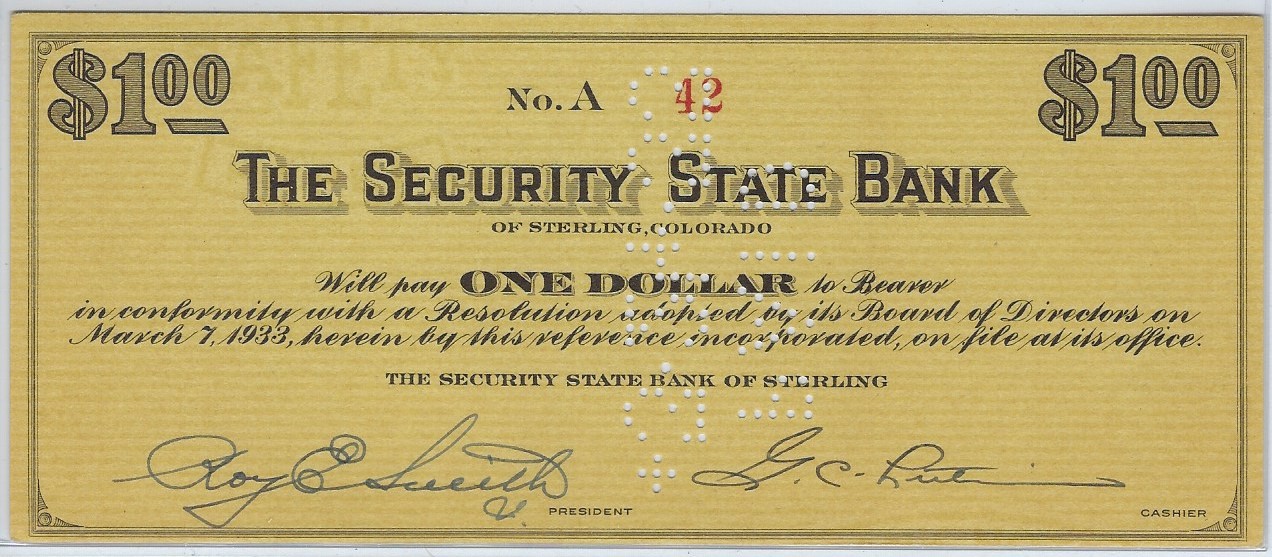 $1.00 No. A 42 $1.00
THE SECURITY STATE BANK
OF STERLING, COLORADO
Will pay ONE DOLLAR to Bearer
in conformity with a Resolution adopted by its Board of Directors on
March 7, 1933, herein by this reference incorporated, on file at its office.
THE SECURITY STATE BANK OF STERLING
Roy E Smith G. C.
V. PRESIDENT CASHIER